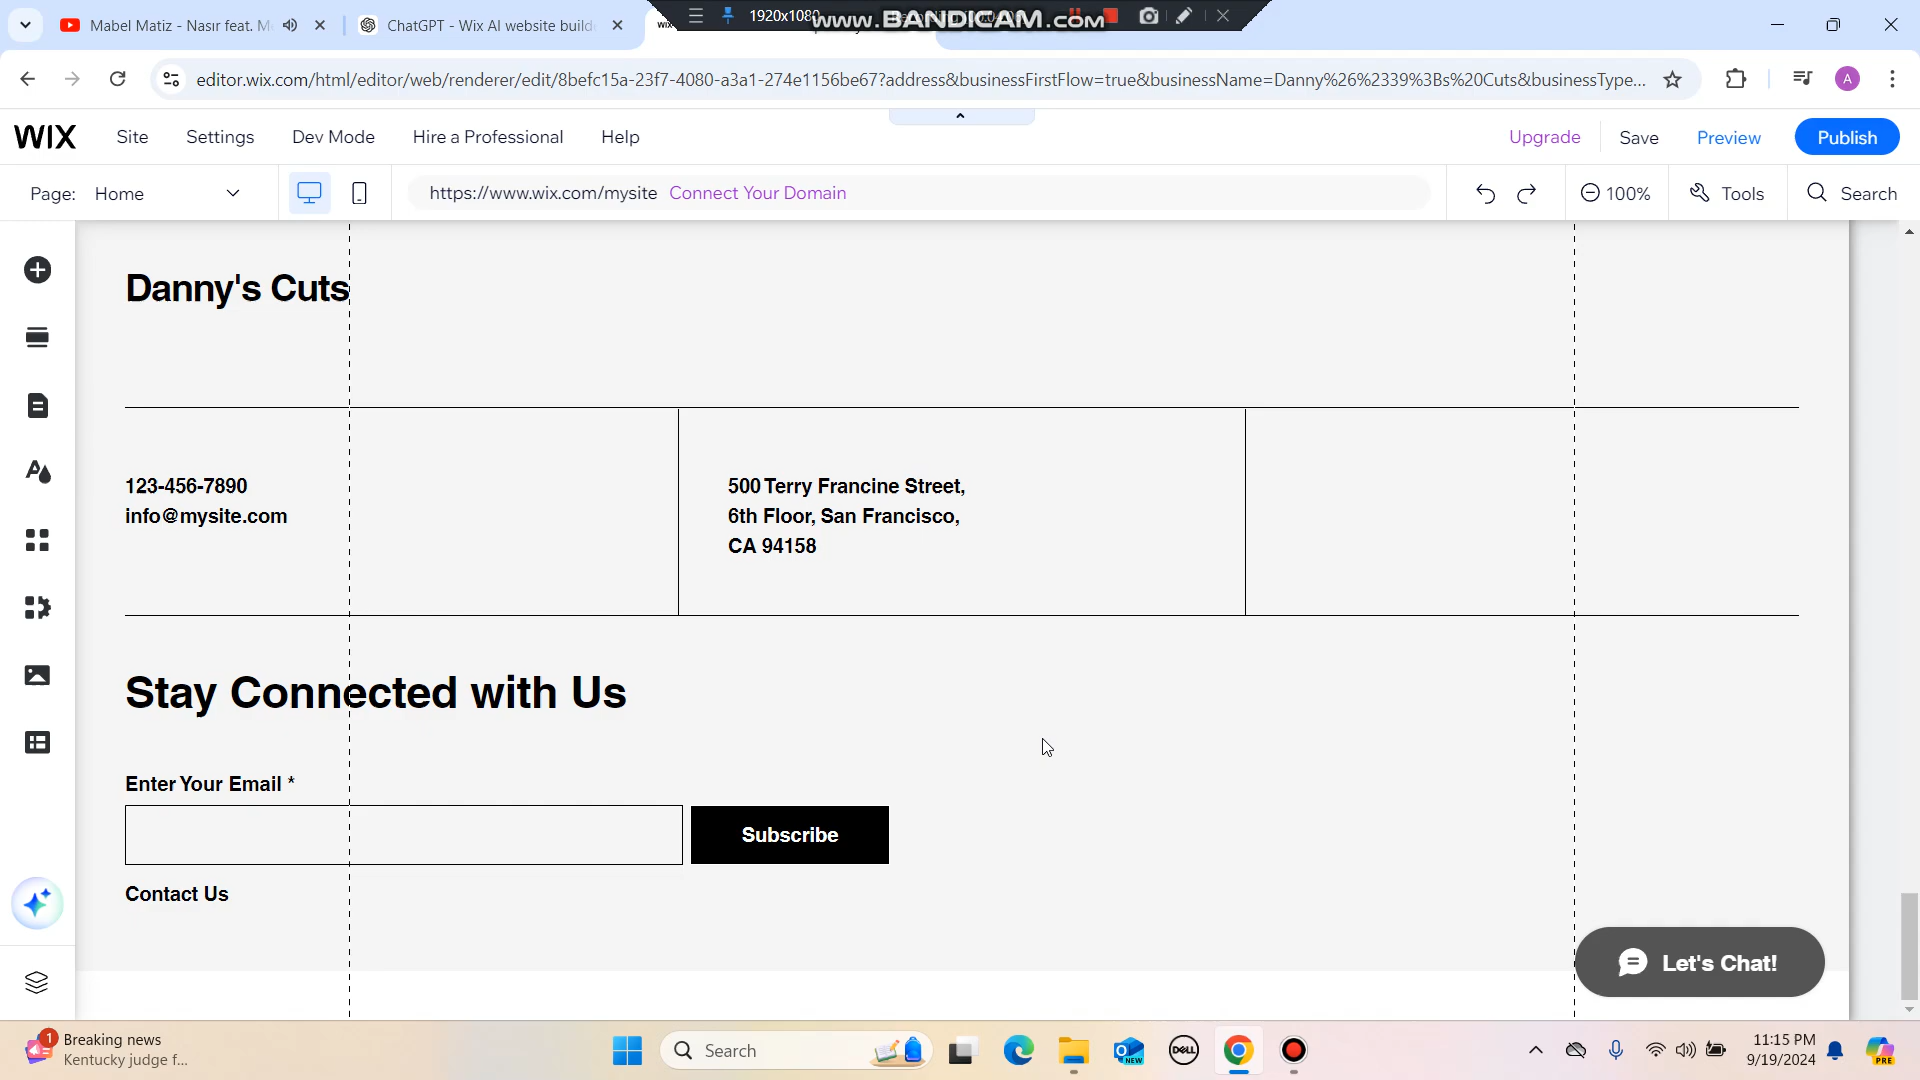 Mabel Matiz - Nasır feat. M
ChatGPT - Wix AI website build
1920x1080
www.BANDICAM.com
editor.wix.com/html/editor/web/renderer/edit/8befc15a-23f7-4080-a3a1-274e1156be67?address&businessFirstFlow=true&businessName=Danny%26%2339%3Bs%20Cuts&businessType...
A
WIX
Site
Settings
Dev Mode
Hire a Professional
Help
Upgrade
Save
Preview
Publish
Page:
Home
https://www.wix.com/mysite
Connect Your Domain
100%
Tools
Search
Danny's Cuts
123-456-7890
info@mysite.com
500 Terry Francine Street,
6th Floor, San Francisco,
CA 94158
Stay Connected with Us
Enter Your Email *
Subscribe
Contact Us
Let's Chat!
1
Breaking news
Kentucky judge f...
Search
NEW
DELL
11:15 PM
9/19/2024
PRE